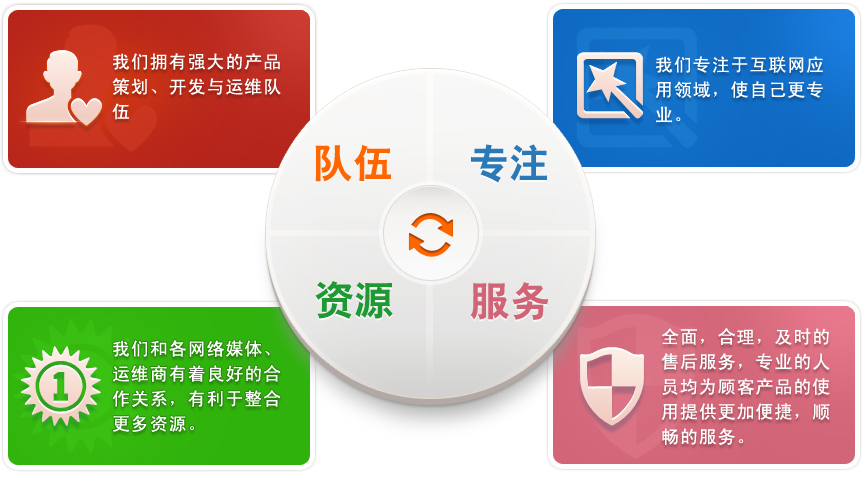 我们拥有强大的产品
策划、开发与运维队
伍
我们专注于互联网应
用领域，使自己更专
业。
队伍
专注
资源
服务
我们和各网络媒体、
运维商有着良好的合
作关系，有利于整合
更多资源。
1
全面，合理，及时的
售后服务，专业的人
员均为顾客产品的使
用提供更加便捷，顺
畅的服务。